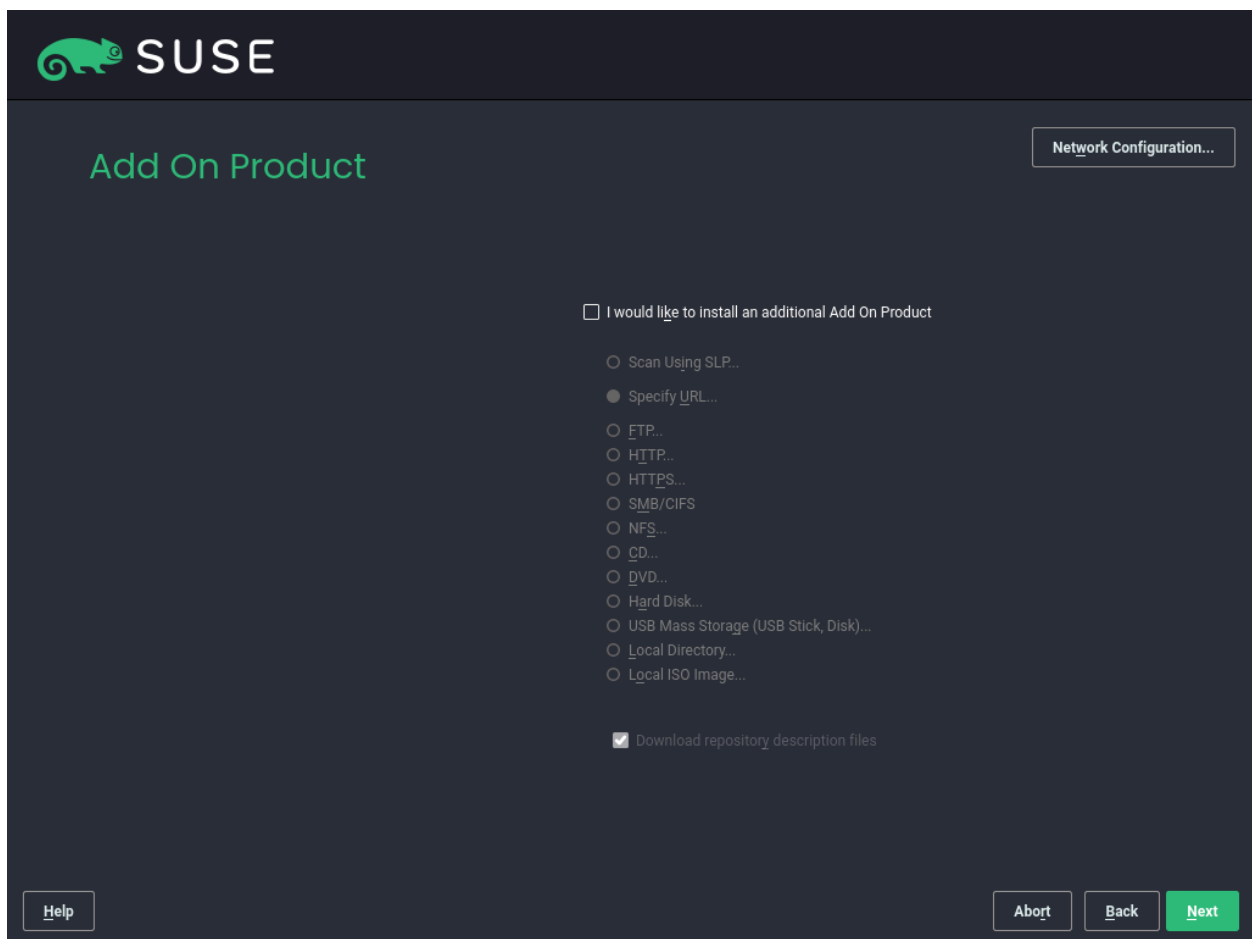 SUSE
Add On Product
Network Configuration...
I would like to install an additional Add On Product
Scan Using SLP...
Specify URL...
FTP...
HTTP...
HTTPS...
SMB/CIFS
NFS...
CD...
DVD...
Hard Disk...
USB Mass Storage (USB Stick, Disk)...
Local Directory...
Local ISO Image...
Download repository description files
Help
Abort
Back
Next